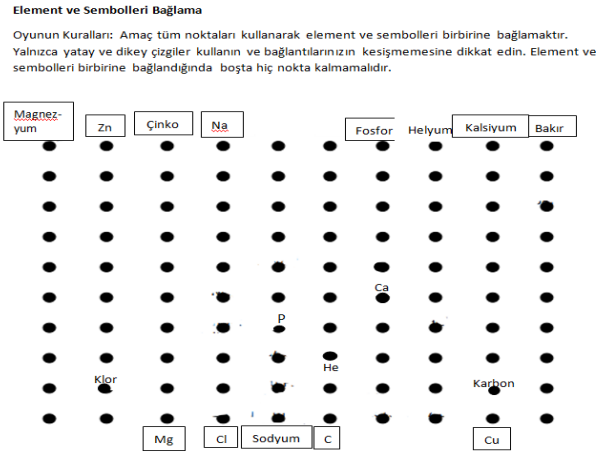 Element ve Sembolleri Bağlama
Oyunun Kuralları: Amaç tüm noktaları kullanarak element ve sembolleri birbirine bağlamaktır.
Yalnızca yatay ve dikey çizgiler kullanın ve bağlantılarınızın kesişmemesine dikkat edin. Element ve
sembolleri birbirine bağlandığında boşta hiç nokta kalmamalıdır.
Magnez-
yum
Zn
Çinko
Na
Fosfor
Helyum
Kalsiyum
Bakır
Ca
P
He
Klor
Karbon
Mg
Cl
Sodyum
C
Cu